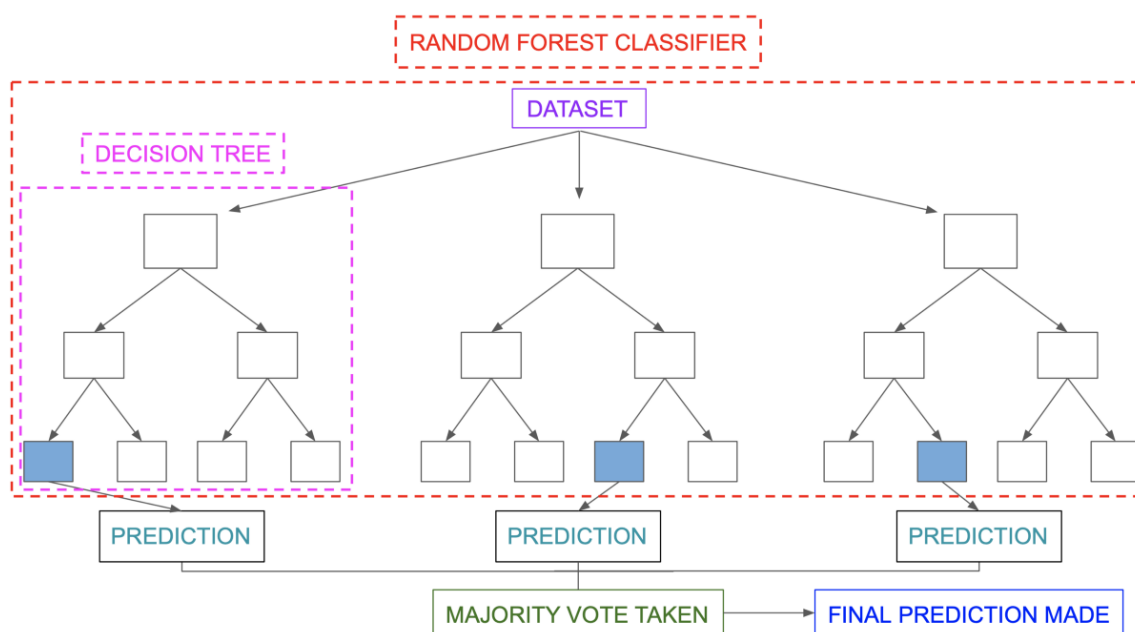 RANDOM FOREST CLASSIFIER
DATASET
DECISION TREE
PREDICTION
PREDICTION
PREDICTION
MAJORITY VOTE TAKEN
FINAL PREDICTION MADE